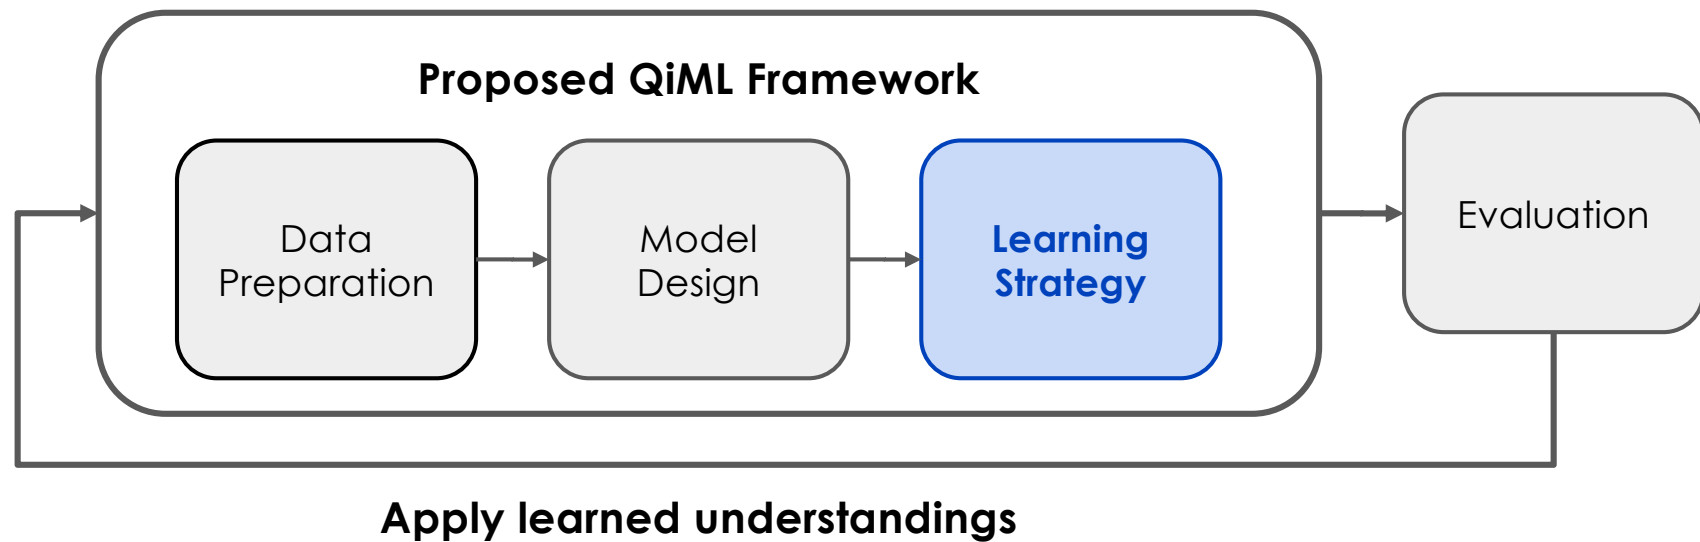 Proposed QiML Framework
Data
Preparation
Model
Design
Learning
Strategy
Evaluation
Apply learned understandings